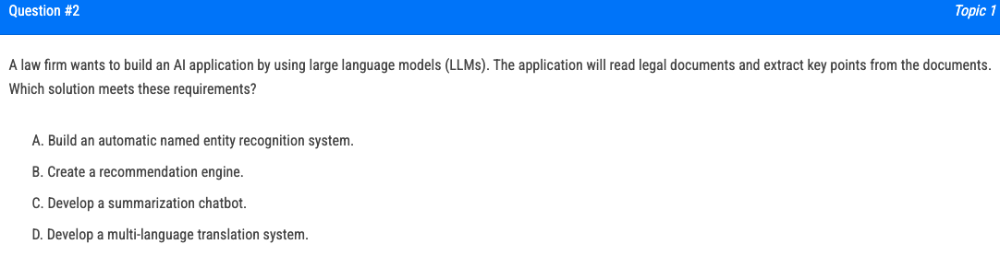 Question #2
Topic 1
A law firm wants to build an AI application by using large language models (LLMs). The application will read legal documents and extract key points from the documents.
Which solution meets these requirements?
A. Build an automatic named entity recognition system.
B. Create a recommendation engine.
C. Develop a summarization chatbot.
D. Develop a multi-language translation system.